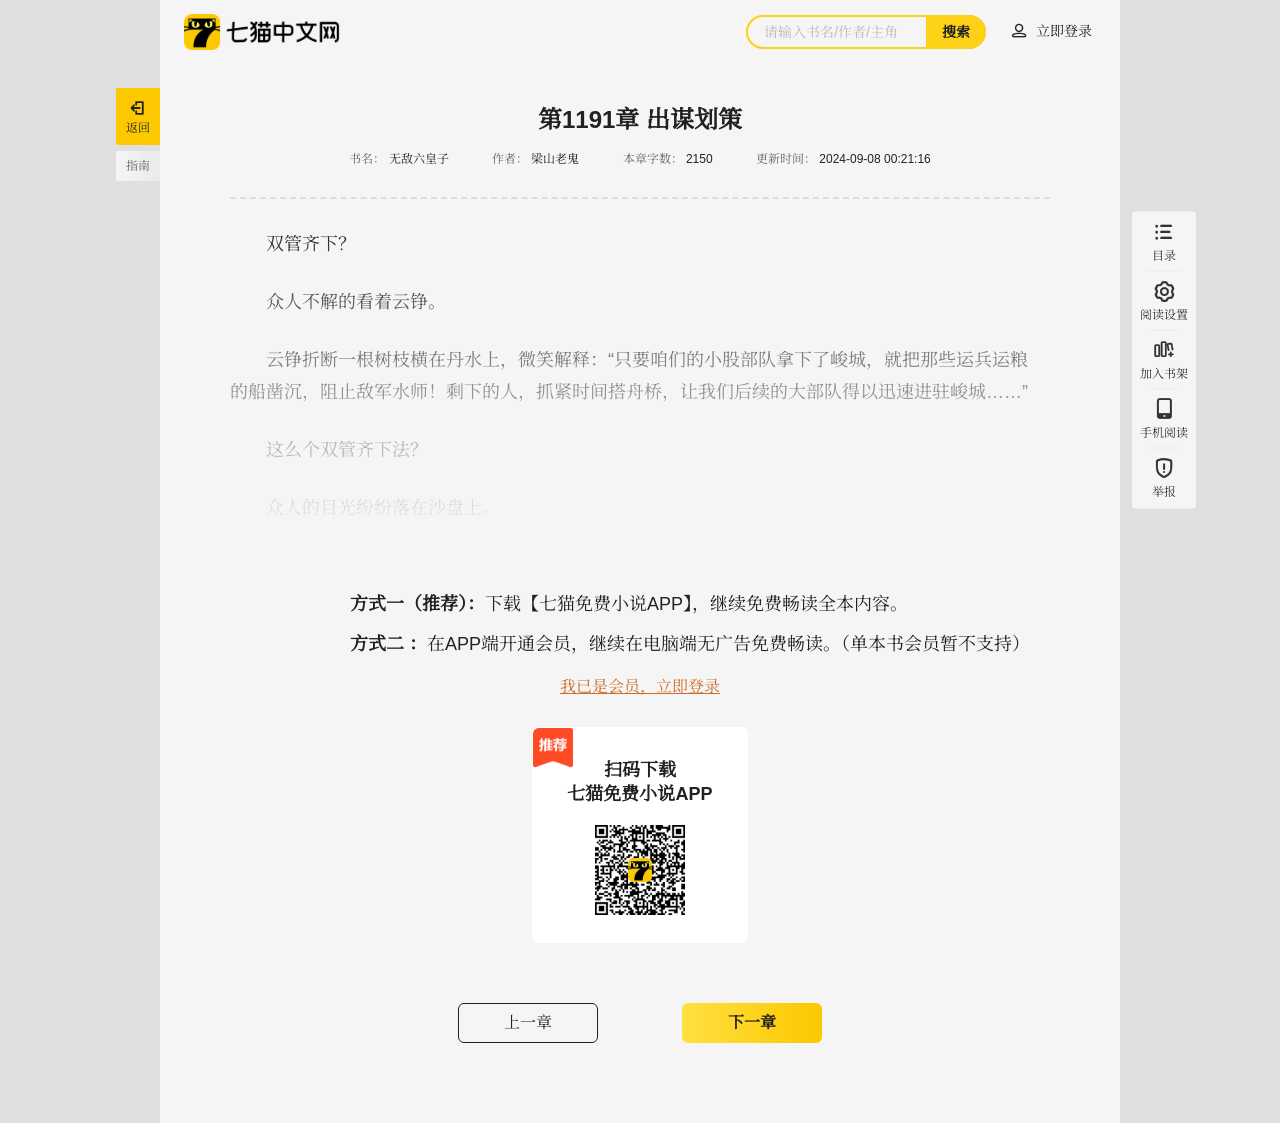 七猫中文网
请输入书名/作者/主角
搜索
立即登录
返回
指南
第1191章 出谋划策
书名： 无敌六皇子 作者： 梁山老鬼 本章字数： 2150 更新时间： 2024-09-08 00:21:16
双管齐下？
众人不解的看着云铮。
云铮折断一根树枝横在丹水上，微笑解释：“只要咱们的小股部队拿下了峻城，就把那些运兵运粮
的船凿沉，阻止敌军水师！剩下的人，抓紧时间搭舟桥，让我们后续的大部队得以迅速进驻峻城……”
这么个双管齐下法？
众人的目光纷纷落在沙盘上。
目录
阅读设置
加入书架
手机阅读
举报
方式一（推荐）：下载【七猫免费小说APP】，继续免费畅读全本内容。
方式二 ：在APP端开通会员，继续在电脑端无广告免费畅读。（单本书会员暂不支持）
我已是会员，立即登录
推荐
扫码下载
七猫免费小说APP
上一章
下一章